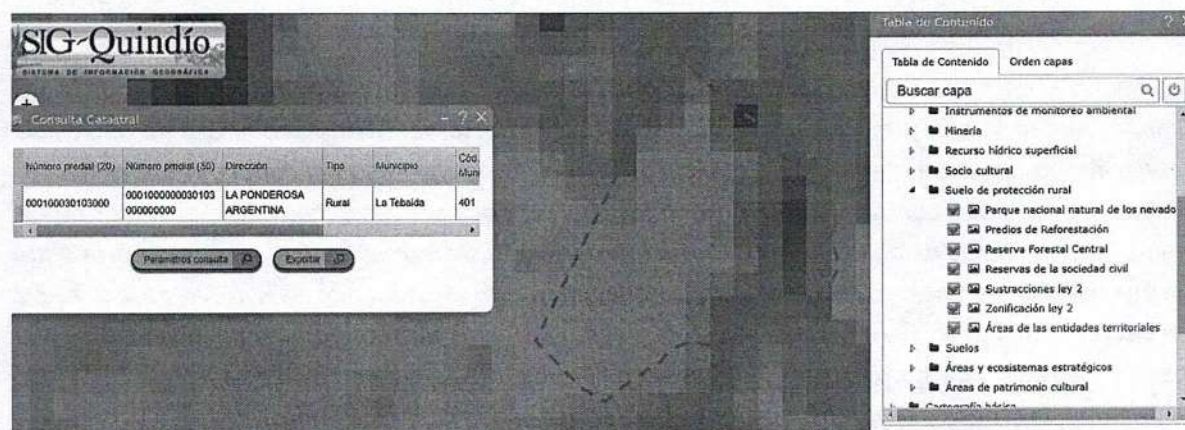 SIG-Quindío
SISTEMA DE INFORMACIÓN GEOGRÁFICA
Consulta Catastral
Número predial (20) Número predial (30) Dirección Tipo Municipio Cód. Muni
000100030103000 0001000000030103 LA PONDEROSA Rural La Tebaida 401
000000000 ARGENTINA
Parámetros consulta Exportar
Tabla de Contenido
Tabla de Contenido Orden capas
Buscar capa
Instrumentos de monitoreo ambiental
Minería
Recurso hídrico superficial
Socio cultural
Suelo de protección rural
Parque nacional natural de los nevado
Predios de Reforestación
Reserva Forestal Central
Reservas de la sociedad civil
Sustracciones ley 2
Zonificación ley 2
Áreas de las entidades territoriales
Suelos
Áreas y ecosistemas estratégicos
Áreas de patrimonio cultural
Cartografía básica